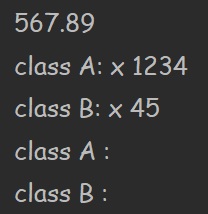 567.89
class A: x 1234
class B: x 45
class A :
class B :